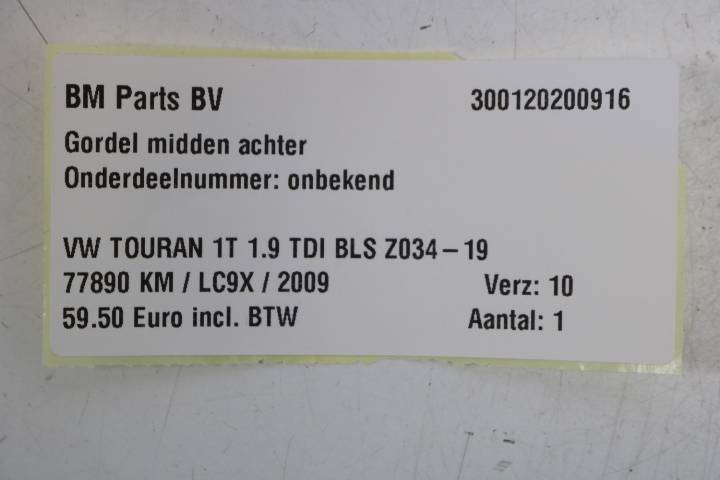 BM Parts BV 300120200916
Gordel midden achter
Onderdeelnummer: onbekend
VW TOURAN 1T 1.9 TDI BLS Z034-19
77890 KM / LC9X / 2009 Verz: 10
59.50 Euro incl. BTW Aantal: 1